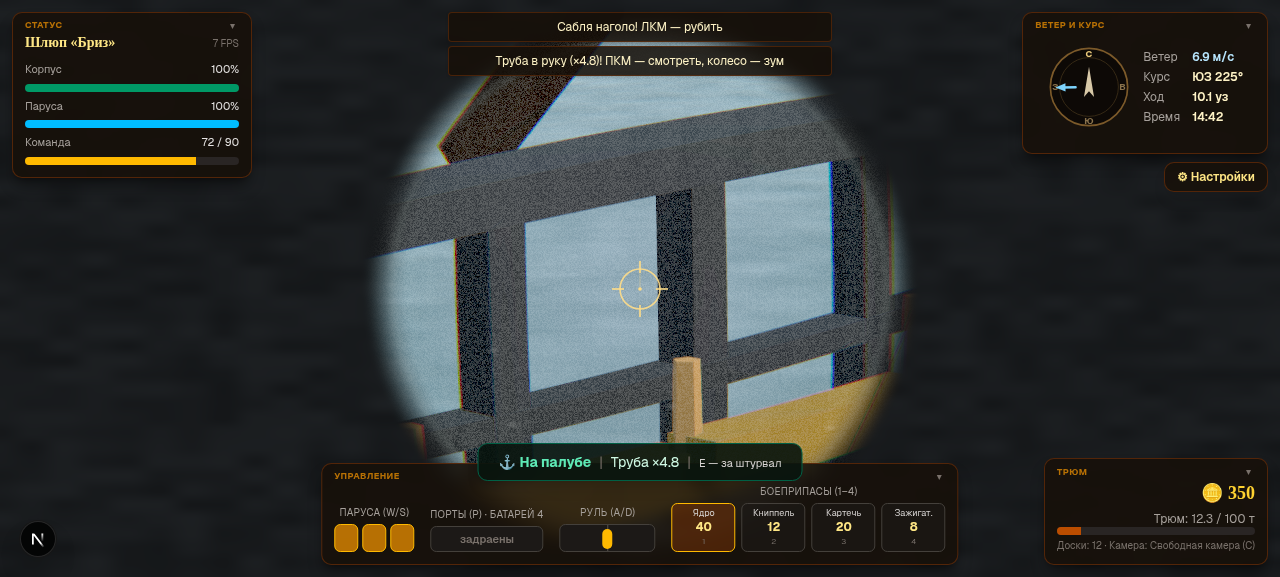 СТАТУС
▼
Шлюп «Бриз»
7 FPS
Корпус
100%
Паруса
100%
Команда
72 / 90
Сабля наголо! ЛКМ — рубить
Труба в руку (×4.8)! ПКМ — смотреть, колесо — зум
ВЕТЕР И КУРС
▼
С
З
В
Ю
Ветер 6.9 м/с
Курс ЮЗ 225°
Ход 10.1 уз
Время 14:42
⚙ Настройки
⚓ На палубе | Труба ×4.8 | E — за штурвал
УПРАВЛЕНИЕ
▼
ПАРУСА (W/S)
ПОРТЫ (P) · БАТАРЕЙ 4
задраены
РУЛЬ (A/D)
БОЕПРИПАСЫ (1–4)
Ядро
40
1
Книппель
12
2
Картечь
20
3
Зажигат.
8
4
ТРЮМ
▼
350
Трюм: 12.3 / 100 т
Доски: 12 · Камера: Свободная камера (C)
N